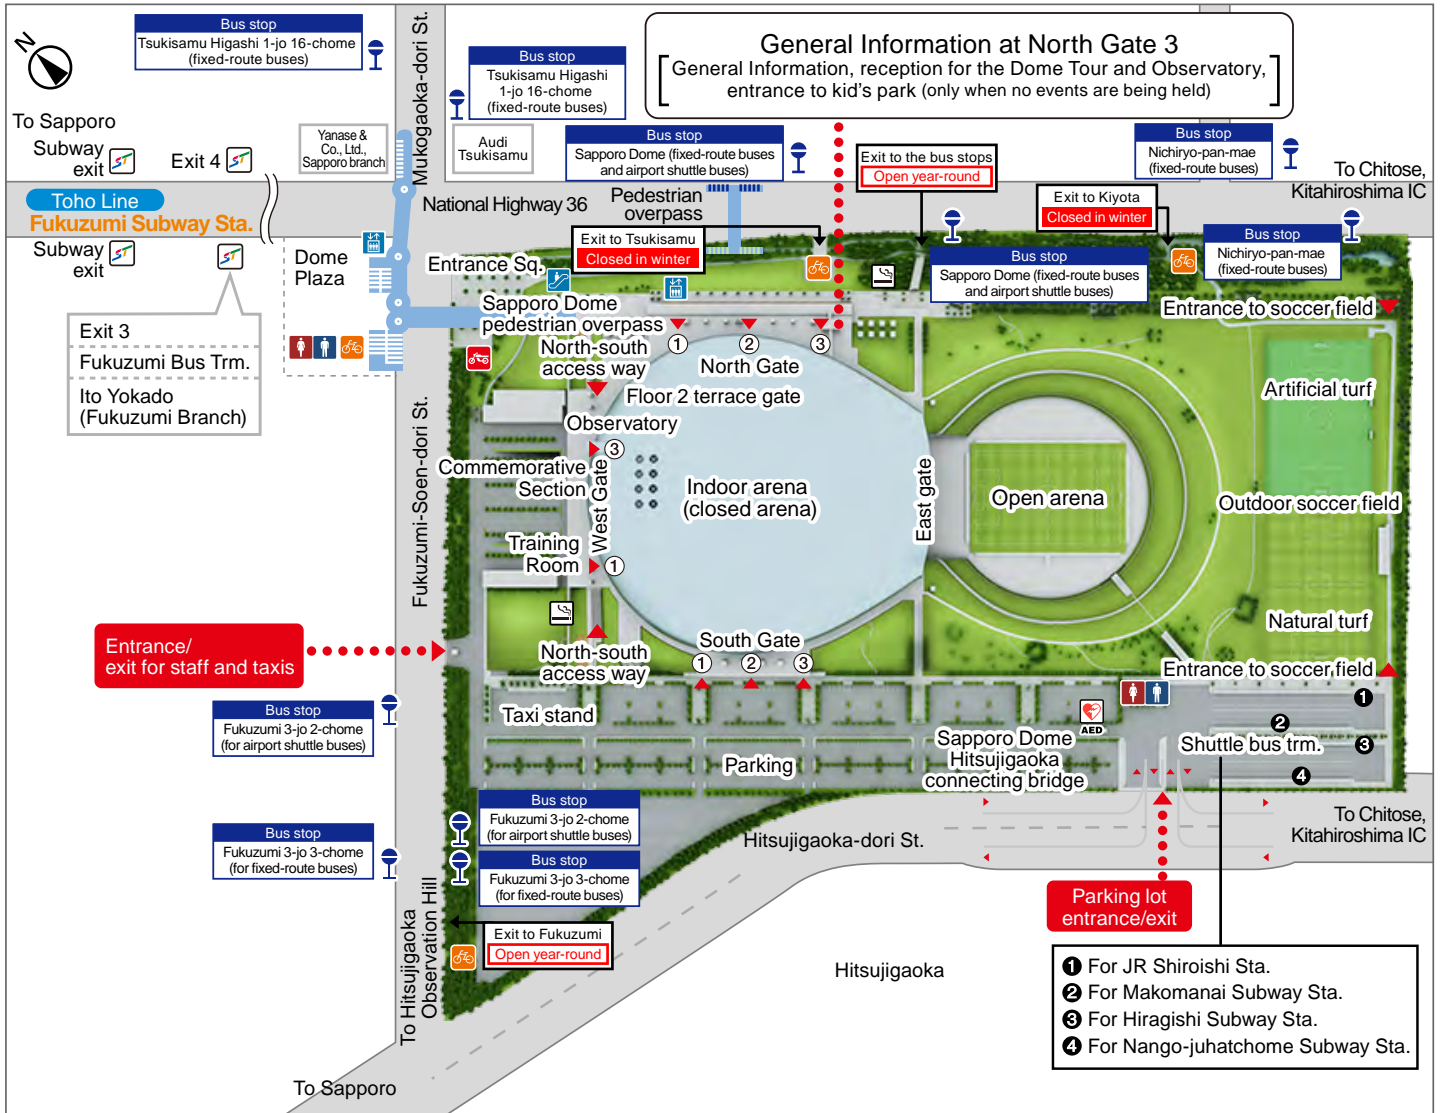 N
Bus stop
Tsukisamu Higashi 1-jo 16-chome
(fixed-route buses)
Mukogaoka-dori St.
Bus stop
Tsukisamu Higashi
1-jo 16-chome
(fixed-route buses)
General Information at North Gate 3
General Information, reception for the Dome Tour and Observatory,
entrance to kid's park (only when no events are being held)
To Sapporo
Subway
exit
ST
Exit 4
ST
Yanase &
Co., Ltd.,
Sapporo branch
Audi
Tsukisamu
Bus stop
Sapporo Dome (fixed-route buses
and airport shuttle buses)
Exit to the bus stops
Open year-round
Bus stop
Nichiryo-pan-mae
(fixed-route buses)
To Chitose,
Kitahiroshima IC
Toho Line
Fukuzumi Subway Sta.
National Highway 36
Pedestrian
overpass
Exit to Kiyota
Closed in winter
Subway
exit
ST
ST
Dome
Plaza
Exit to Tsukisamu
Closed in winter
Bus stop
Sapporo Dome (fixed-route buses
and airport shuttle buses)
Bus stop
Nichiryo-pan-mae
(fixed-route buses)
Entrance Sq.
Exit 3
Fukuzumi Bus Trm.
Ito Yokado
(Fukuzumi Branch)
Sapporo Dome
pedestrian overpass
North-south
access way
1
2
3
North Gate
Floor 2 terrace gate
Entrance to soccer field
Artificial turf
Observatory
3
Commemorative
Section
West Gate
Indoor arena
(closed arena)
East gate
Open arena
Outdoor soccer field
Training
Room
1
Fukuzumi-Soen-dori St.
Natural turf
Entrance/
exit for staff and taxis
North-south
access way
South Gate
1
2
3
Entrance to soccer field
Bus stop
Fukuzumi 3-jo 2-chome
(for airport shuttle buses)
Taxi stand
AED
1
2
Shuttle bus trm.
3
4
Parking
Sapporo Dome
Hitsujigaoka
connecting bridge
Bus stop
Fukuzumi 3-jo 2-chome
(for airport shuttle buses)
Hitsujigaoka-dori St.
To Chitose,
Kitahiroshima IC
Bus stop
Fukuzumi 3-jo 3-chome
(for fixed-route buses)
Bus stop
Fukuzumi 3-jo 3-chome
(for fixed-route buses)
Parking lot
entrance/exit
To Hitsujigaoka
Observation Hill
Exit to Fukuzumi
Open year-round
Hitsujigaoka
1 For JR Shiroishi Sta.
2 For Makomanai Subway Sta.
3 For Hiragishi Subway Sta.
4 For Nango-juhatchome Subway Sta.
To Sapporo